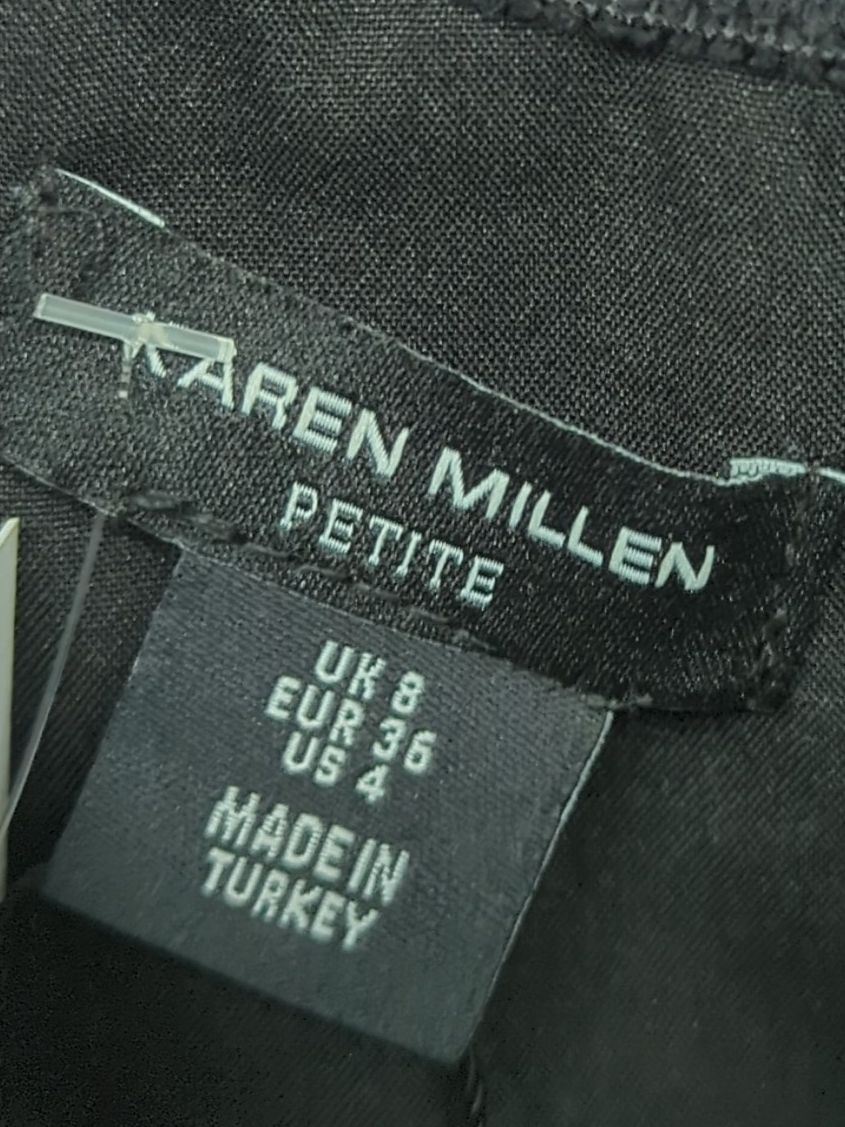 KAREN MILLEN
PETITE
UK 8
EUR 36
US 4
MADE IN
TURKEY